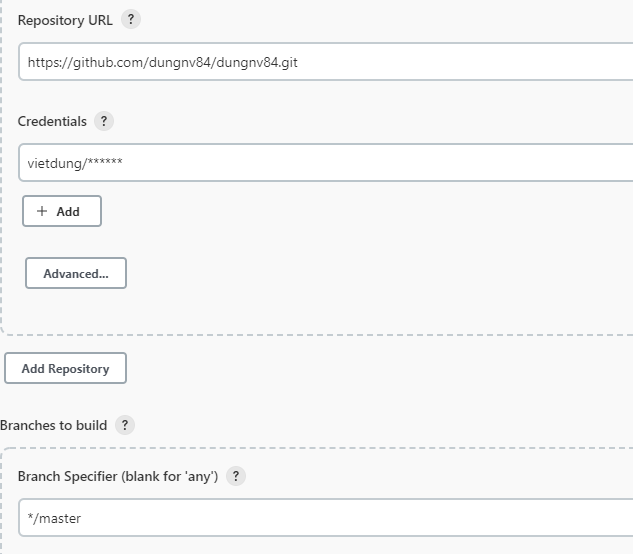 Repository URL ?
https://github.com/dungnv84/dungnv84.git
Credentials ?
vietdung/******
+ Add
Advanced...
Add Repository
Branches to build ?
Branch Specifier (blank for 'any') ?
*/master